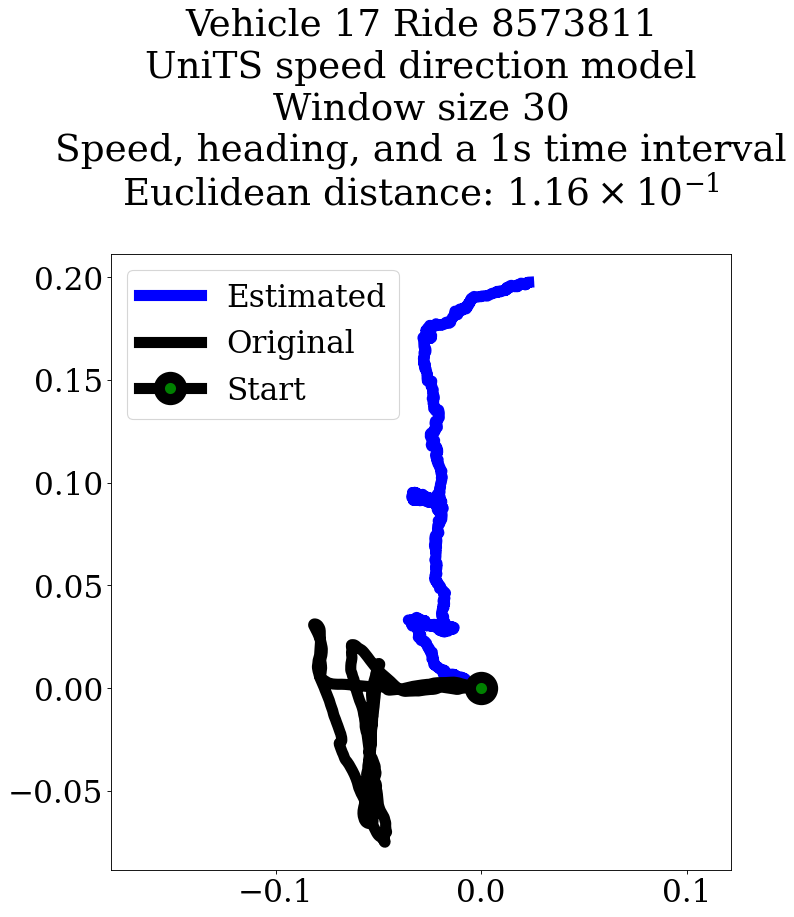 Vehicle 17 Ride 8573811
UniTS speed direction model
Window size 30
Speed, heading, and a 1s time interval
Euclidean distance: 1.16 × 10⁻¹
Estimated
Original
Start
0.20
0.15
0.10
0.05
0.00
−0.05
−0.1
0.0
0.1